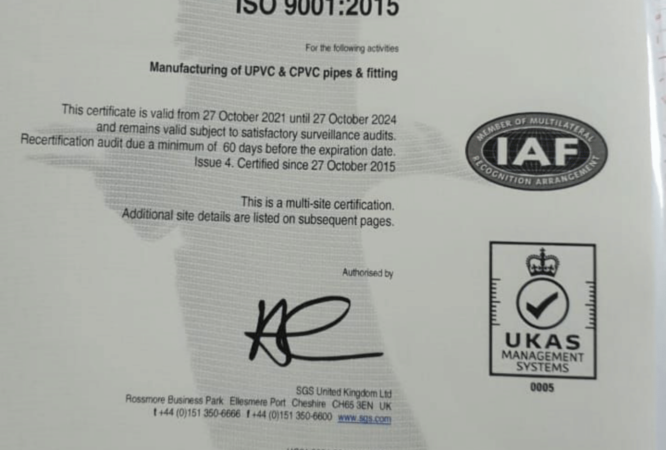 ISO 9001:2015
For the following activities
Manufacturing of UPVC & CPVC pipes & fitting
This certificate is valid from 27 October 2021 until 27 October 2024
and remains valid subject to satisfactory surveillance audits.
Recertification audit due a minimum of 60 days before the expiration date.
Issue 4. Certified since 27 October 2015
This is a multi-site certification.
Additional site details are listed on subsequent pages.
MEMBER OF MULTILATERAL
IAF
RECOGNITION ARRANGEMENT
Authorised by
UKAS
MANAGEMENT
SYSTEMS
0005
SGS United Kingdom Ltd
Rossmore Business Park Ellesmere Port Cheshire CH65 3EN UK
t +44 (0)151 350-6666 f +44 (0)151 350-6600 www.sgs.com